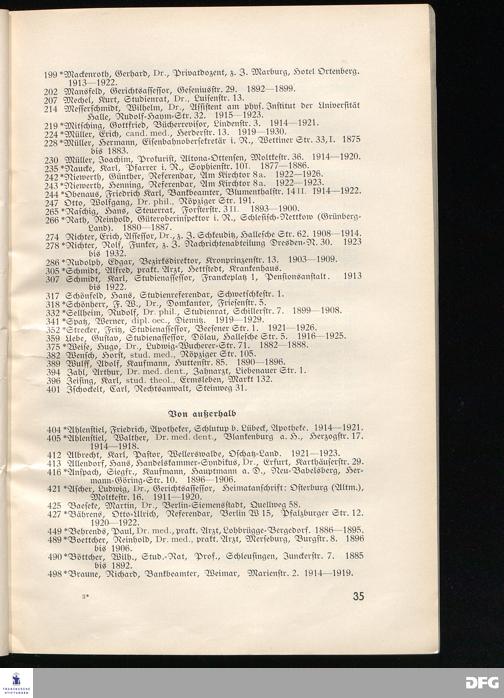 199 *Mackenroth, Gerhard, Dr., Privatdozent, z. Z. Marburg, Hotel Ortenberg.
1913—1922.
202 Mansfeld, Gerichtsassessor, Geseniusstr. 29. 1892—1899.
207 Mechel, Kurt, Studienrat, Dr., Luisenstr. 13.
214 Messerschmidt, Wilhelm, Dr., Assistent am phys. Institut der Universität
Halle, Rudolf-Haym-Str. 32. 1915—1923.
219 *Mitsching, Gottfried, Bücherrevisor, Lindenstr. 3. 1914—1921.
224 *Müller, Erich, cand. med., Herderstr. 13. 1919—1930.
228 *Müller, Hermann, Eisenbahnobersekretär i. R., Wettiner Str. 33, I. 1875
bis 1883.
230 Müller, Joachim, Prokurist, Altona-Ottensen, Moltkestr. 36. 1914—1920.
235 *Naucke, Karl, Pfarrer i. R., Sophienstr. 10 I. 1877—1886.
242 *Niewerth, Günther, Referendar, Am Kirchtor 8a. 1922—1926.
243 *Niewerth, Henning, Referendar, Am Kirchtor 8a. 1922—1923.
244 *Obenaus, Friedrich Karl, Bankbeamter, Blumenthalstr. 14 II. 1914—1922.
247 Otto, Wolfgang, Dr. phil., Röpziger Str. 191.
265 *Raschig, Hans, Steuerrat, Forsterstr. 3 II. 1893—1900.
266 *Rath, Reinhold, Güteroberinspektor i. R., Schlesisch-Nettkow (Grünberg-
Land). 1880—1887.
274 Richter, Erich, Assessor, Dr., z. Z. Schkeuditz, Hallesche Str. 62. 1908—1914.
278 *Richter, Rolf, Funker, z. Z. Nachrichtenabteilung Dresden-N. 30. 1923
bis 1932.
286 *Rudolph, Edgar, Bezirksdirektor, Kronprinzenstr. 13. 1903—1909.
305 *Schmidt, Alfred, prakt. Arzt, Hettstedt, Krankenhaus.
307 Schmidt, Karl, Studienassessor, Franckeplatz 1, Pensionsanstalt. 1913
bis 1922.
317 Schönfeld, Hans, Studienreferendar, Schwetschkestr. 1.
318 *Schönherr, F. W., Dr., Domkantor, Friesenstr. 5.
332 *Sellheim, Rudolf, Dr. phil., Studienrat, Schillerstr. 7. 1899—1908.
341 *Spatz, Werner, dipl. oec., Diemitz. 1919—1929.
352 *Strecker, Fritz, Studienassessor, Beesener Str. 1. 1921—1926.
359 Uebe, Gustav, Studienassessor, Dölau, Hallesche Str. 5. 1916—1925.
375 *Weise, Hugo, Dr., Ludwig-Wucherer-Str. 71. 1882—1888.
382 Wensch, Horst, stud. med., Röpziger Str. 105.
389 Wulff, Adolf, Kaufmann, Huttenstr. 85. 1890—1896.
394 Zahl, Arthur, Dr. med. dent., Zahnarzt, Liebenauer Str. 1.
396 Zeising, Karl, stud. theol., Ermsleben, Markt 132.
401 Zschockelt, Carl, Rechtsanwalt, Steinweg 31.
Von außerhalb
404 *Ahlenstiel, Friedrich, Apotheker, Schlutup b. Lübeck, Apotheke. 1914—1921.
405 *Ahlenstiel, Walther, Dr. med. dent., Blankenburg a. H., Herzogstr. 17.
1914—1918.
412 Albrecht, Karl, Pastor, Wellerswalde, Oschatz-Land. 1921—1923.
413 Allendorf, Hans, Handelskammer-Syndikus, Dr., Erfurt, Karthäuserstr. 29.
416 *Anspach, Siegfr., Kaufmann, Hauptmann a. D., Neu-Babelsberg, Her-
mann-Göring-Str. 10. 1896—1906.
421 *Ascher, Ludwig, Dr., Gerichtsassessor, Heimatanschrift: Osterburg (Altm.),
Moltkestr. 16. 1911—1920.
425 Baeseke, Martin, Dr., Berlin-Siemensstadt, Quellweg 58.
427 *Bährens, Otto-Ulrich, Referendar, Berlin W 15, Pfalzburger Str. 12.
1920—1922.
449 *Behrends, Paul, Dr. med., prakt. Arzt, Lohbrügge-Bergedorf. 1886—1895.
489 *Boettcher, Reinhold, Dr. med., prakt. Arzt, Merseburg, Burgstr. 8. 1896
bis 1906.
490 *Böttcher, Wilh., Stud.-Rat, Prof., Schleusingen, Junckerstr. 7. 1885
bis 1892.
498 *Braune, Richard, Bankbeamter, Weimar, Marienstr. 2. 1914—1919.
3*
35
FRANCKESCHE
STIFTUNGEN
DFG